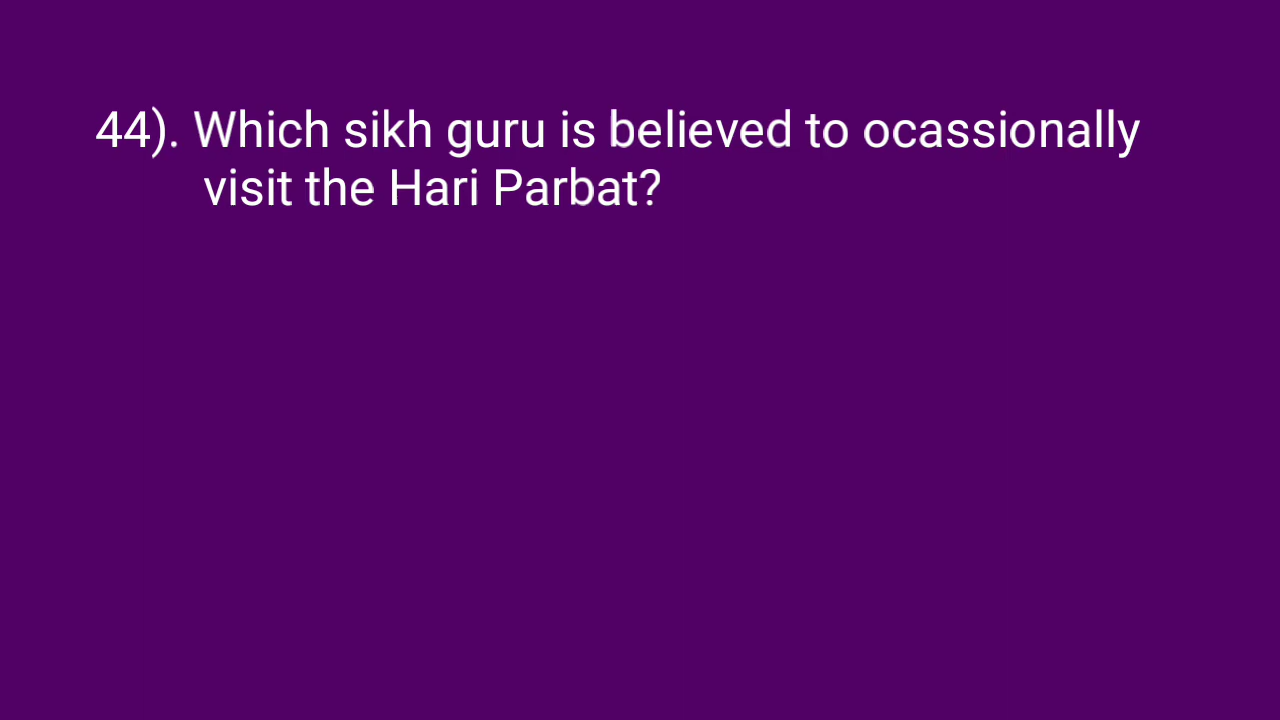 44). Which sikh guru is believed to ocassionally
visit the Hari Parbat?